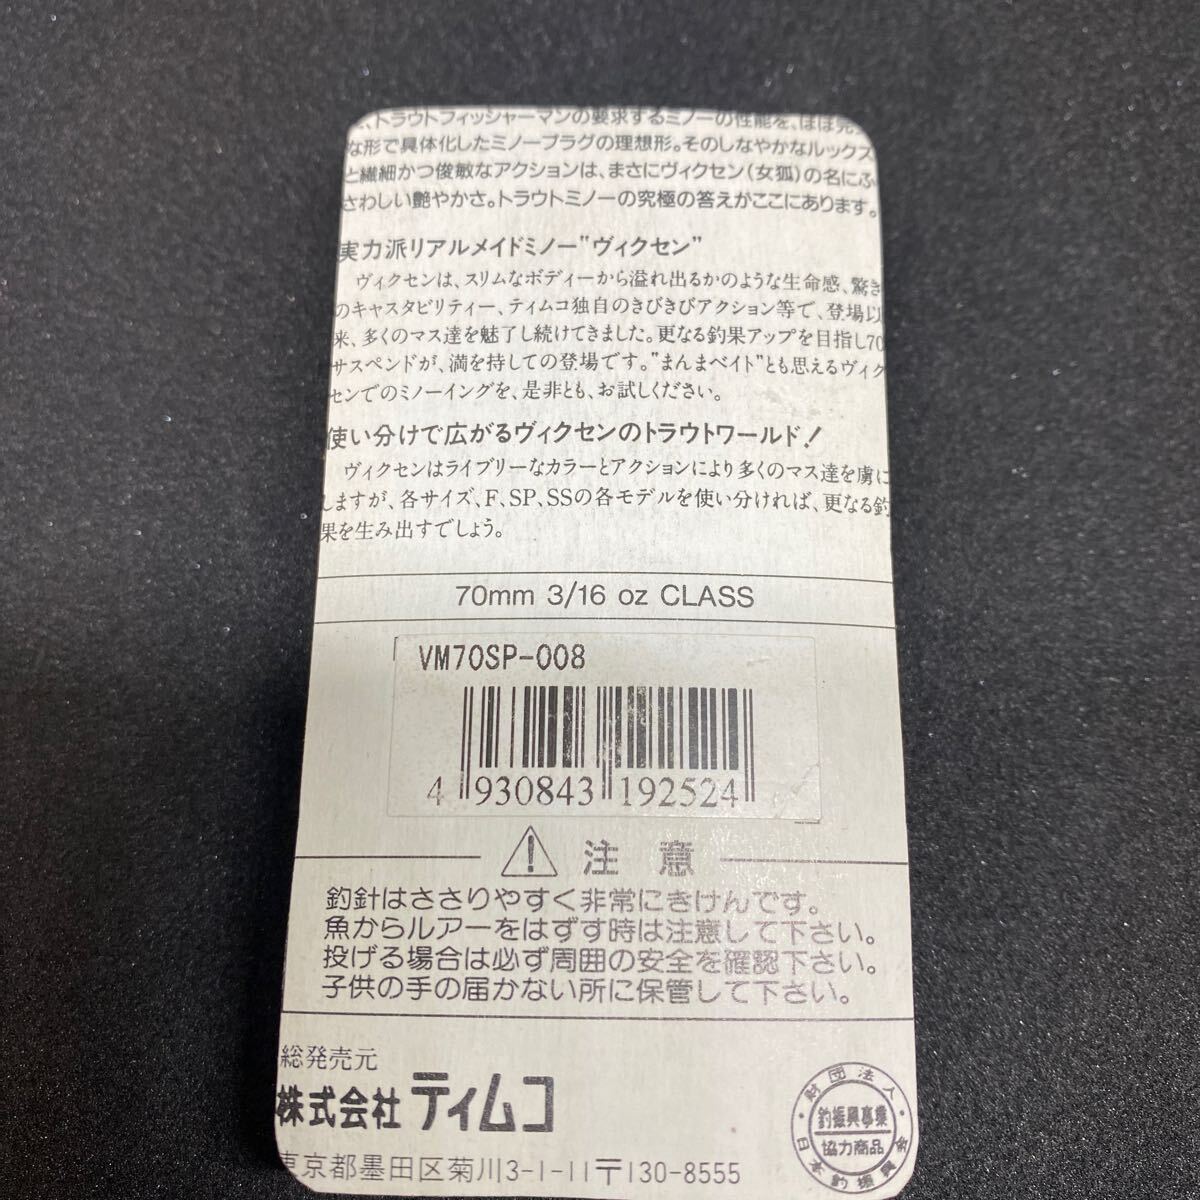 、トラウトフィッシャーマンの要求するミノーの性能を、ほぼ完
な形で具体化したミノープラグの理想形。そのしなやかなルックス
と繊細かつ俊敏なアクションは、まさにヴィクセン(女狐)の名にふ
さわしい艶やかさ。トラウトミノーの究極の答えがここにあります。
実力派リアルメイドミノー"ヴィクセン"
ヴィクセンは、スリムなボディーから溢れ出るかのような生命感、驚き
のキャスタビリティー、ティムコ独自のきびきびアクション等で、登場以
来、多くのマス達を魅了し続けてきました。更なる釣果アップを目指し70
サスペンドが、満を持しての登場です。"まんまベイト"とも思えるヴィク
センでのミノーイングを、是非とも、お試しください。
使い分けで広がるヴィクセンのトラウトワールド!
ヴィクセンはライブリーなカラーとアクションにより多くのマス達を虜に
しますが、各サイズ、F、SP、SSの各モデルを使い分ければ、更なる釣
果を生み出すでしょう。
70mm 3/16 oz CLASS
VM70SP-008
4 930843 192524
注意
釣針はささりやすく非常にきけんです。
魚からルアーをはずす時は注意して下さい。
投げる場合は必ず周囲の安全を確認下さい。
子供の手の届かない所に保管して下さい。
総発売元
株式会社 ティムコ
東京都墨田区菊川3-1-11〒130-8555
財団法人
釣振興事業
協力商品
日本釣振興会